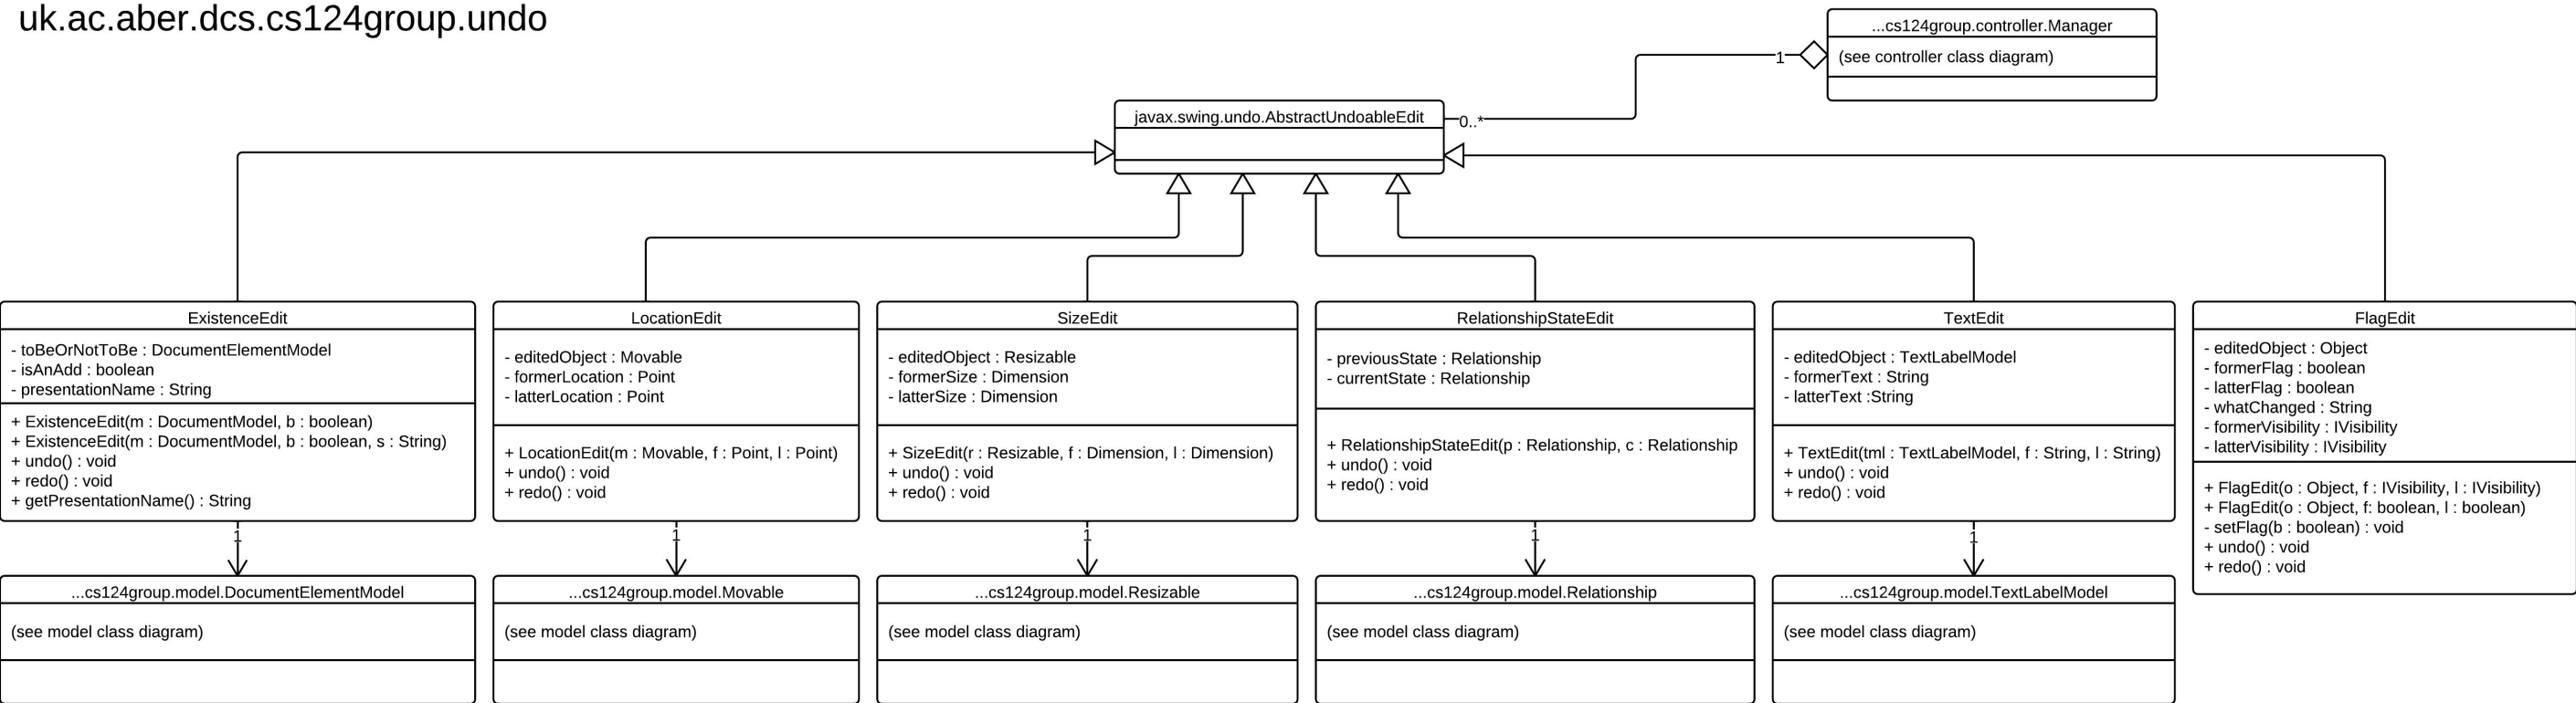 uk.ac.aber.dcs.cs124group.undo
...cs124group.controller.Manager
(see controller class diagram)
1
javax.swing.undo.AbstractUndoableEdit
0..*
ExistenceEdit
- toBeOrNotToBe : DocumentElementModel
- isAnAdd : boolean
- presentationName : String
+ ExistenceEdit(m : DocumentModel, b : boolean)
+ ExistenceEdit(m : DocumentModel, b : boolean, s : String)
+ undo() : void
+ redo() : void
+ getPresentationName() : String
1
...cs124group.model.DocumentElementModel
(see model class diagram)
LocationEdit
- editedObject : Movable
- formerLocation : Point
- latterLocation : Point
+ LocationEdit(m : Movable, f : Point, l : Point)
+ undo() : void
+ redo() : void
1
...cs124group.model.Movable
(see model class diagram)
SizeEdit
- editedObject : Resizable
- formerSize : Dimension
- latterSize : Dimension
+ SizeEdit(r : Resizable, f : Dimension, l : Dimension)
+ undo() : void
+ redo() : void
1
...cs124group.model.Resizable
(see model class diagram)
RelationshipStateEdit
- previousState : Relationship
- currentState : Relationship
+ RelationshipStateEdit(p : Relationship, c : Relationship
+ undo() : void
+ redo() : void
1
...cs124group.model.Relationship
(see model class diagram)
TextEdit
- editedObject : TextLabelModel
- formerText : String
- latterText :String
+ TextEdit(tml : TextLabelModel, f : String, l : String)
+ undo() : void
+ redo() : void
1
...cs124group.model.TextLabelModel
(see model class diagram)
FlagEdit
- editedObject : Object
- formerFlag : boolean
- latterFlag : boolean
- whatChanged : String
- formerVisibility : IVisibility
- latterVisibility : IVisibility
+ FlagEdit(o : Object, f : IVisibility, l : IVisibility)
+ FlagEdit(o : Object, f: boolean, l : boolean)
- setFlag(b : boolean) : void
+ undo() : void
+ redo() : void